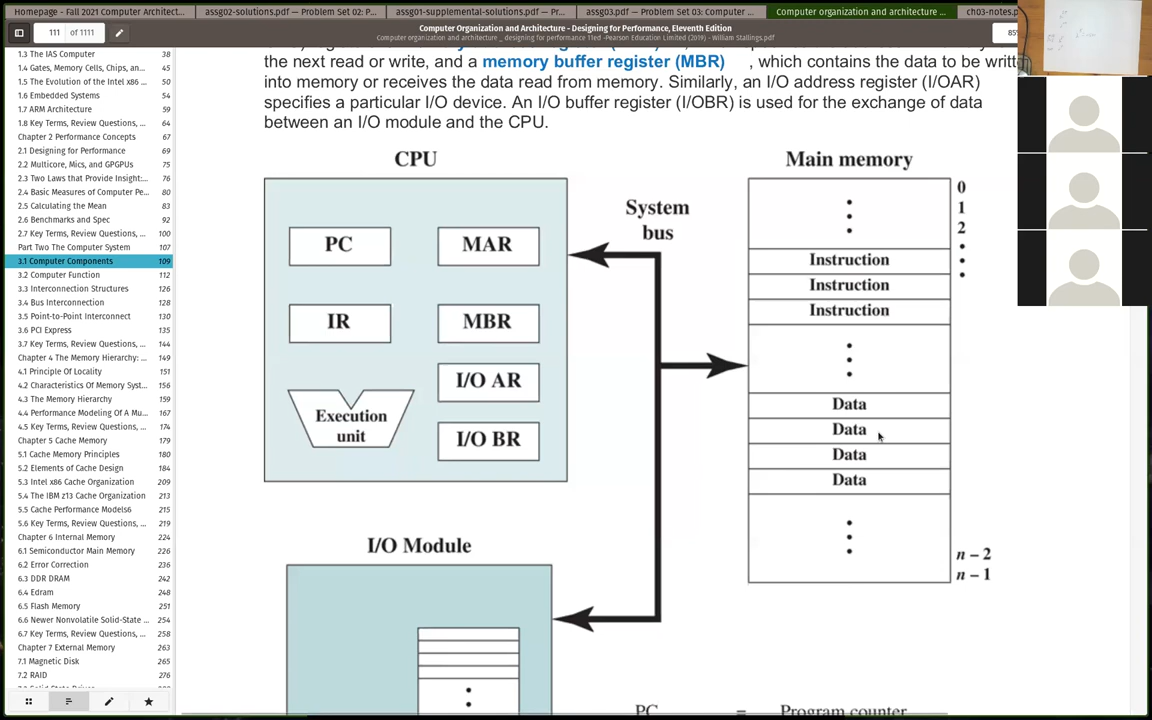 Homepage - Fall 2021 Computer Architect...
assg02-solutions.pdf — Problem Set 02: P...
assg01-supplemental-solutions.pdf — Pr...
assg03.pdf — Problem Set 03: Computer ...
Computer organization and architecture ...
ch03-notes.p
111 of 1111
Computer Organization and Architecture - Designing for Performance, Eleventh Edition
Computer organization and architecture _ designing for performance 11ed -Pearson Education Limited (2019) - William Stallings.pdf
85
1.3 The IAS Computer 38
1.4 Gates, Memory Cells, Chips, an... 45
1.5 The Evolution of the Intel x86 ... 50
1.6 Embedded Systems 54
1.7 ARM Architecture 59
1.8 Key Terms, Review Questions, ... 64
Chapter 2 Performance Concepts 67
2.1 Designing for Performance 69
2.2 Multicore, Mics, and GPGPUs 75
2.3 Two Laws that Provide Insight:... 76
2.4 Basic Measures of Computer Pe... 80
2.5 Calculating the Mean 83
2.6 Benchmarks and Spec 92
2.7 Key Terms, Review Questions, ... 100
Part Two The Computer System 107
3.1 Computer Components 109
3.2 Computer Function 112
3.3 Interconnection Structures 126
3.4 Bus Interconnection 128
3.5 Point-to-Point Interconnect 130
3.6 PCI Express 135
3.7 Key Terms, Review Questions, ... 144
Chapter 4 The Memory Hierarchy: ... 149
4.1 Principle Of Locality 151
4.2 Characteristics Of Memory Syst... 156
4.3 The Memory Hierarchy 159
4.4 Performance Modeling Of A Mu... 167
4.5 Key Terms, Review Questions, ... 174
Chapter 5 Cache Memory 179
5.1 Cache Memory Principles 180
5.2 Elements of Cache Design 184
5.3 Intel x86 Cache Organization 209
5.4 The IBM z13 Cache Organization 213
5.5 Cache Performance Models6 215
5.6 Key Terms, Review Questions, ... 219
Chapter 6 Internal Memory 224
6.1 Semiconductor Main Memory 226
6.2 Error Correction 236
6.3 DDR DRAM 242
6.4 Edram 248
6.5 Flash Memory 251
6.6 Newer Nonvolatile Solid-State ... 254
6.7 Key Terms, Review Questions, ... 258
Chapter 7 External Memory 263
7.1 Magnetic Disk 265
7.2 RAID 276
the next read or write, and a memory buffer register (MBR) , which contains the data to be writt
into memory or receives the data read from memory. Similarly, an I/O address register (I/OAR)
specifies a particular I/O device. An I/O buffer register (I/OBR) is used for the exchange of data
between an I/O module and the CPU.
CPU
Main memory
System
bus
PC
MAR
IR
MBR
I/O AR
Execution
unit
I/O BR
0
1
2
Instruction
Instruction
Instruction
Data
Data
Data
Data
n – 2
n – 1
I/O Module
PC = Program counter